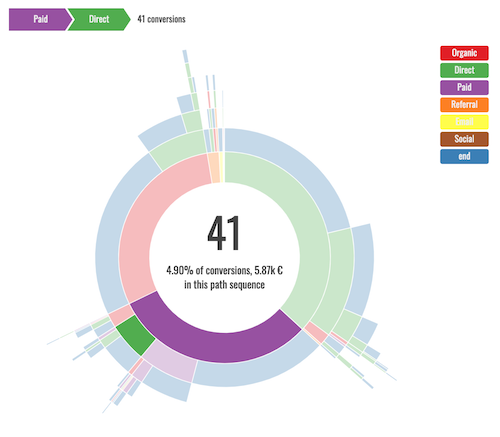 Paid
Direct
41 conversions
Organic
Direct
Paid
Referral
Email
Social
end
41
4.90% of conversions, 5.87k €
in this path sequence